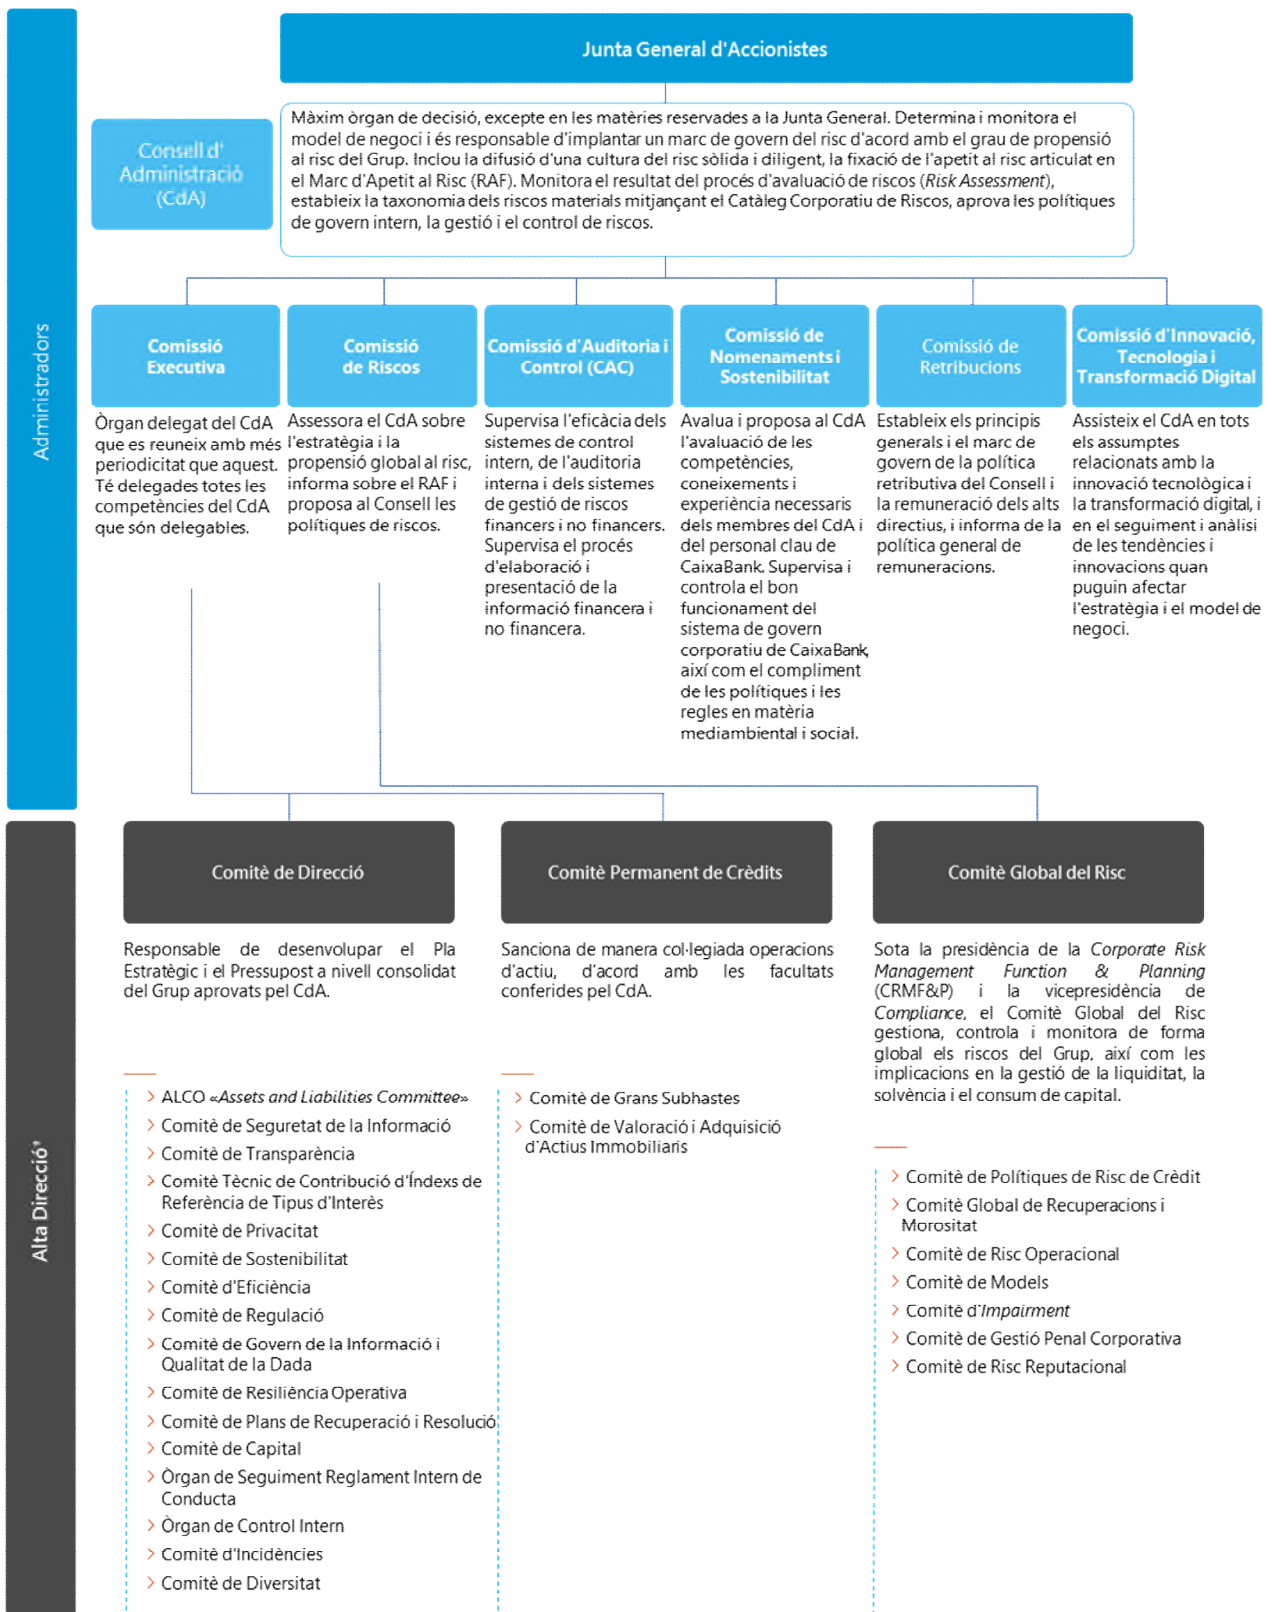 Junta General d'Accionistes
Administradors
Consell d'
Administració
(CdA)
Màxim òrgan de decisió, excepte en les matèries reservades a la Junta General. Determina i monitora el
model de negoci i és responsable d'implantar un marc de govern del risc d'acord amb el grau de propensió
al risc del Grup. Inclou la difusió d'una cultura del risc sòlida i diligent, la fixació de l'apetit al risc articulat en
el Marc d'Apetit al Risc (RAF). Monitora el resultat del procés d'avaluació de riscos (Risk Assessment),
estableix la taxonomia dels riscos materials mitjançant el Catàleg Corporatiu de Riscos, aprova les polítiques
de govern intern, la gestió i el control de riscos.
Comissió
Executiva
Òrgan delegat del CdA
que es reuneix amb més
periodicitat que aquest.
Té delegades totes les
competències del CdA
que són delegables.
Comissió
de Riscos
Assessora el CdA sobre
l'estratègia i la
propensió global al risc,
informa sobre el RAF i
proposa al Consell les
polítiques de riscos.
Comissió d'Auditoria i
Control (CAC)
Supervisa l'eficàcia dels
sistemes de control
intern, de l'auditoria
interna i dels sistemes
de gestió de riscos
financers i no financers.
Supervisa el procés
d'elaboració i
presentació de la
informació financera i
no financera.
Comissió de
Nomenaments i
Sostenibilitat
Avalua i proposa al CdA
l'avaluació de les
competències,
coneixements i
experiència necessaris
dels membres del CdA i
del personal clau de
CaixaBank. Supervisa i
controla el bon
funcionament del
sistema de govern
corporatiu de CaixaBank,
així com el compliment
de les polítiques i les
regles en matèria
mediambiental i social.
Comissió de
Retribucions
Estableix els principis
generals i el marc de
govern de la política
retributiva del Consell i
la remuneració dels alts
directius, i informa de la
política general de
remuneracions.
Comissió d'Innovació,
Tecnologia i
Transformació Digital
Assisteix el CdA en tots
els assumptes
relacionats amb la
innovació tecnològica i
la transformació digital, i
en el seguiment i anàlisi
de les tendències i
innovacions quan
puguin afectar
l'estratègia i el model de
negoci.
Alta Direcció*
Comitè de Direcció
Responsable de desenvolupar el Pla
Estratègic i el Pressupost a nivell consolidat
del Grup aprovats pel CdA.
> ALCO «Assets and Liabilities Committee»
> Comitè de Seguretat de la Informació
> Comitè de Transparència
> Comitè Tècnic de Contribució d'Índexs de
Referència de Tipus d'Interès
> Comitè de Privacitat
> Comitè de Sostenibilitat
> Comitè d'Eficiència
> Comitè de Regulació
> Comitè de Govern de la Informació i
Qualitat de la Dada
> Comitè de Resiliència Operativa
> Comitè de Plans de Recuperació i Resolució
> Comitè de Capital
> Òrgan de Seguiment Reglament Intern de
Conducta
> Òrgan de Control Intern
> Comitè d'Incidències
> Comitè de Diversitat
Comitè Permanent de Crèdits
Sanciona de manera col·legiada operacions
d'actiu, d'acord amb les facultats
conferides pel CdA.
> Comitè de Grans Subhastes
> Comitè de Valoració i Adquisició
d'Actius Immobiliaris
Comitè Global del Risc
Sota la presidència de la Corporate Risk
Management Function & Planning
(CRMF&P) i la vicepresidència de
Compliance, el Comitè Global del Risc
gestiona, controla i monitora de forma
global els riscos del Grup, així com les
implicacions en la gestió de la liquiditat, la
solvència i el consum de capital.
> Comitè de Polítiques de Risc de Crèdit
> Comitè Global de Recuperacions i
Morositat
> Comitè de Risc Operacional
> Comitè de Models
> Comitè d'Impairment
> Comitè de Gestió Penal Corporativa
> Comitè de Risc Reputacional